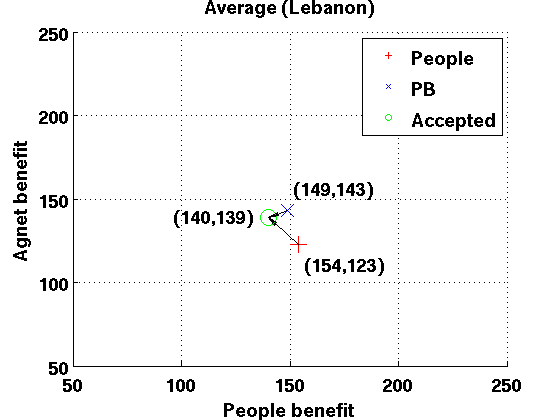 Average (Lebanon)
250
200
150
100
50
Agnet benefit
People
PB
Accepted
(149,143)
(140,139)
(154,123)
50 100 150 200 250
People benefit